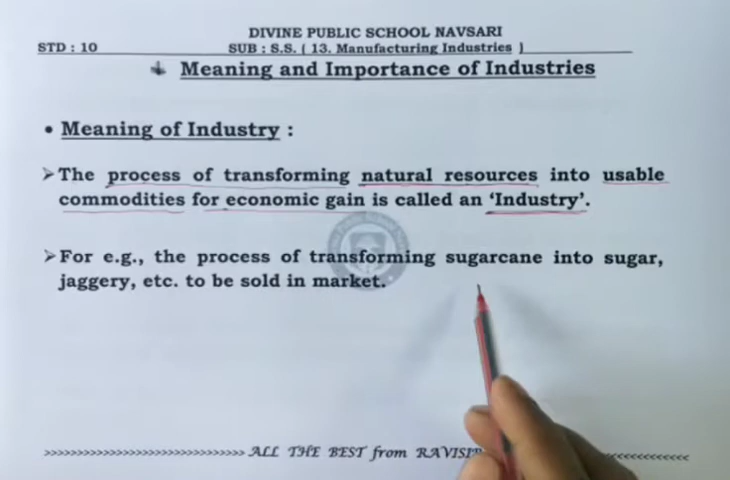 DIVINE PUBLIC SCHOOL NAVSARI
STD : 10 SUB : S.S. ( 13. Manufacturing Industries )
Meaning and Importance of Industries
• Meaning of Industry :
➢The process of transforming natural resources into usable
commodities for economic gain is called an ‘Industry’.
➢For e.g., the process of transforming sugarcane into sugar,
jaggery, etc. to be sold in market.
>>>>>>>>>>>>>>>>>>>>>>>>>>>>>> ALL THE BEST from <<<<<<<<<<<<<<<